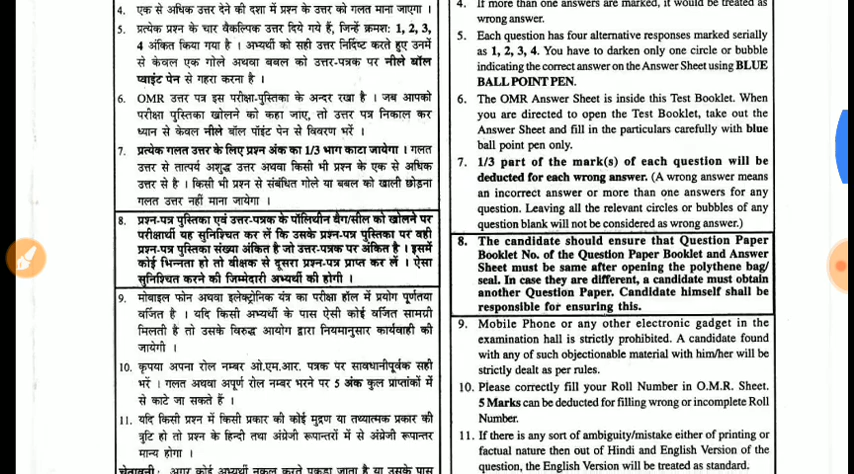 4. एक से अधिक उत्तर देने की दशा में प्रश्न के उत्तर को गलत माना जाएगा ।
5. प्रत्येक प्रश्न के चार वैकल्पिक उत्तर दिये गये हैं, जिन्हें क्रमशः 1, 2, 3,
4 अंकित किया गया है । अभ्यर्थी को सही उत्तर निर्दिष्ट करते हुए उनमें
से केवल एक गोले अथवा बबल को उत्तर-पत्रक पर नीले बॉल
प्वाइंट पेन से गहरा करना है ।
6. OMR उत्तर पत्र इस परीक्षा-पुस्तिका के अन्दर रखा है । जब आपको
परीक्षा पुस्तिका खोलने को कहा जाए, तो उत्तर पत्र निकाल कर
ध्यान से केवल नीले बॉल पॉइंट पेन से विवरण भरें ।
7. प्रत्येक गलत उत्तर के लिए प्रश्न अंक का 1/3 भाग काटा जायेगा । गलत
उत्तर से तात्पर्य अशुद्ध उत्तर अथवा किसी भी प्रश्न के एक से अधिक
उत्तर से है । किसी भी प्रश्न से संबंधित गोले या बबल को खाली छोड़ना
गलत उत्तर नहीं माना जायेगा ।
8. प्रश्न-पत्र पुस्तिका एवं उत्तर-पत्रक के पॉलिथीन बैग/सील को खोलने पर
परीक्षार्थी यह सुनिश्चित कर लें कि उसके प्रश्न-पत्र पुस्तिका पर वही
प्रश्न-पत्र पुस्तिका संख्या अंकित है जो उत्तर-पत्रक पर अंकित है । इसमें
कोई भिन्नता हो तो वीक्षक से दूसरा प्रश्न-पत्र प्राप्त कर लें । ऐसा
सुनिश्चित करने की जिम्मेदारी अभ्यर्थी की होगी ।
9. मोबाइल फोन अथवा इलेक्ट्रोनिक यंत्र का परीक्षा हॉल में प्रयोग पूर्णतया
वर्जित है । यदि किसी अभ्यर्थी के पास ऐसी कोई वर्जित सामग्री
मिलती है तो उसके विरुद्ध आयोग द्वारा नियमानुसार कार्यवाही की
जायेगी ।
10. कृपया अपना रोल नम्बर ओ.एम.आर. पत्रक पर सावधानीपूर्वक सही
भरें । गलत अथवा अपूर्ण रोल नम्बर भरने पर 5 अंक कुल प्राप्तांकों में
से काटे जा सकते हैं ।
11. यदि किसी प्रश्न में किसी प्रकार की कोई मुद्रण या तथ्यात्मक प्रकार की
त्रुटि हो तो प्रश्न के हिन्दी तथा अंग्रेजी रूपान्तरों में से अंग्रेजी रूपान्तर
मान्य होगा ।
चेतावनी : अगर कोई अभ्यर्थी नकल करते पकड़ा जाता है या उसके पास
4. If more than one answers are marked, it would be treated as
wrong answer.
5. Each question has four alternative responses marked serially
as 1, 2, 3, 4. You have to darken only one circle or bubble
indicating the correct answer on the Answer Sheet using BLUE
BALL POINT PEN.
6. The OMR Answer Sheet is inside this Test Booklet. When
you are directed to open the Test Booklet, take out the
Answer Sheet and fill in the particulars carefully with blue
ball point pen only.
7. 1/3 part of the mark(s) of each question will be
deducted for each wrong answer. (A wrong answer means
an incorrect answer or more than one answers for any
question. Leaving all the relevant circles or bubbles of any
question blank will not be considered as wrong answer.)
8. The candidate should ensure that Question Paper
Booklet No. of the Question Paper Booklet and Answer
Sheet must be same after opening the polythene bag/
seal. In case they are different, a candidate must obtain
another Question Paper. Candidate himself shall be
responsible for ensuring this.
9. Mobile Phone or any other electronic gadget in the
examination hall is strictly prohibited. A candidate found
with any of such objectionable material with him/her will be
strictly dealt as per rules.
10. Please correctly fill your Roll Number in O.M.R. Sheet.
5 Marks can be deducted for filling wrong or incomplete Roll
Number.
11. If there is any sort of ambiguity/mistake either of printing or
factual nature then out of Hindi and English Version of the
question, the English Version will be treated as standard.